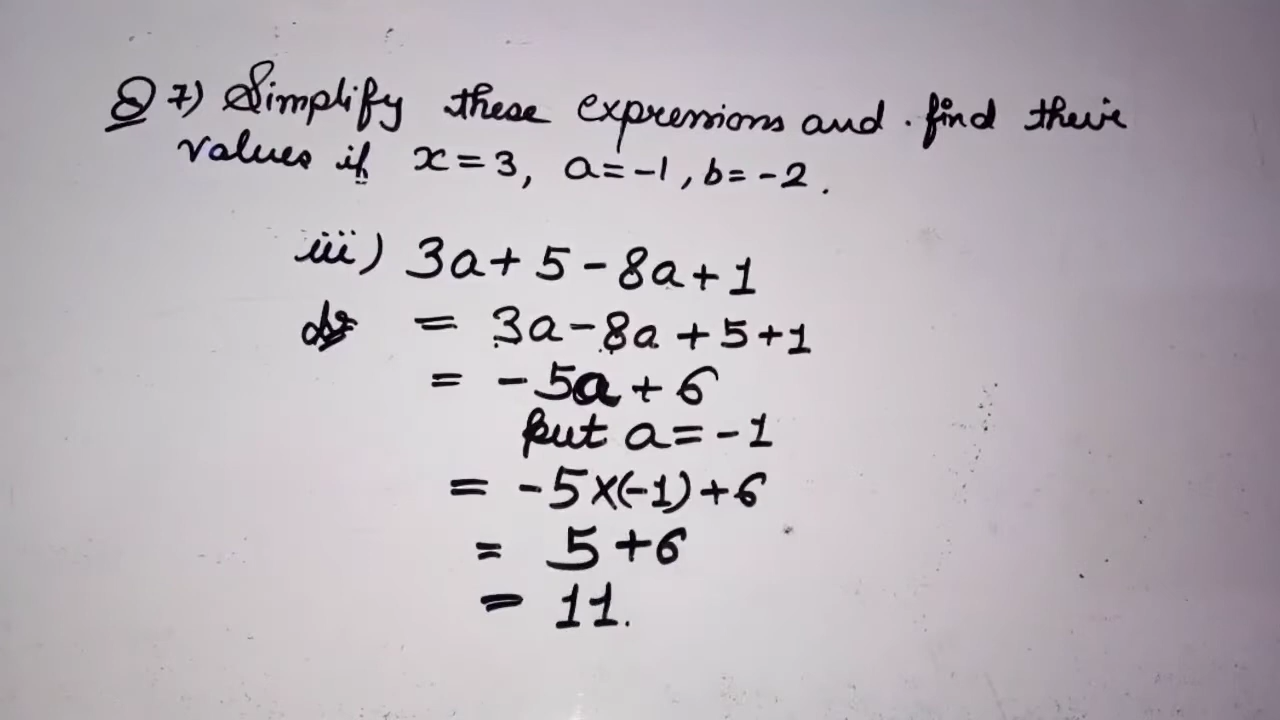 Q 7) Simplify these expressions and find their
values if x = 3, a = -1, b = -2.
iii) 3a + 5 - 8a + 1
= 3a - 8a + 5 + 1
= - 5a + 6
put a = - 1
= - 5 × (-1) + 6
= 5 + 6
= 11.